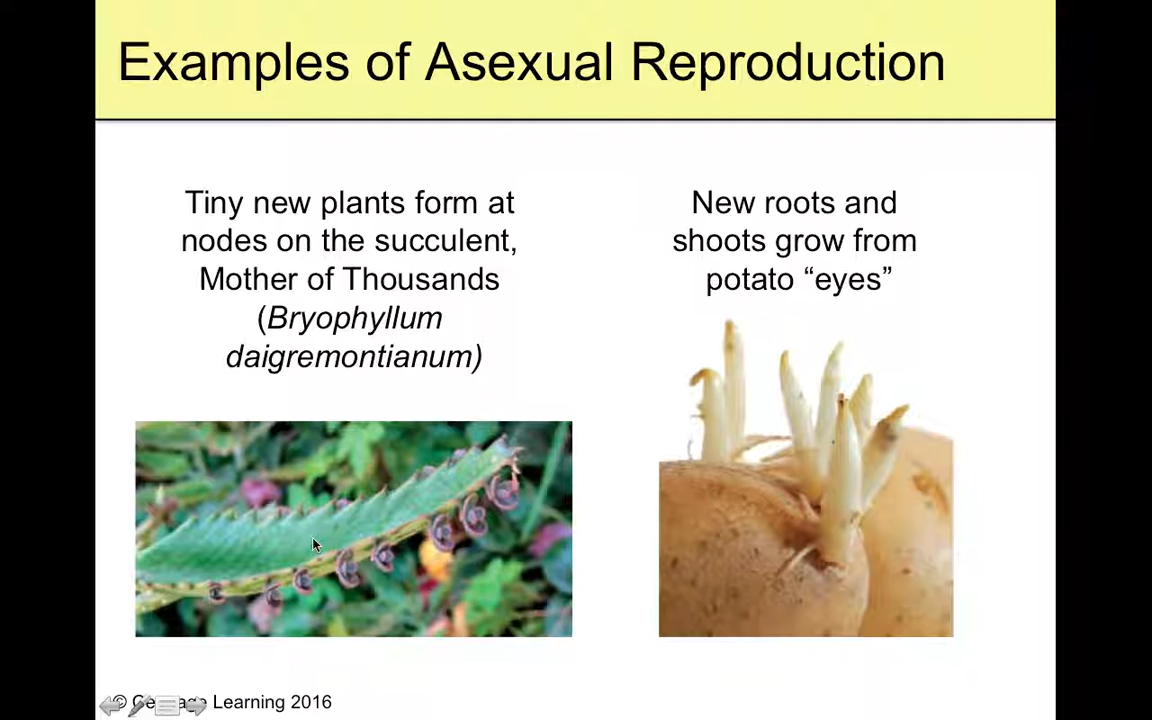 Examples of Asexual Reproduction
Tiny new plants form at
nodes on the succulent,
Mother of Thousands
(Bryophyllum
daigremontianum)
New roots and
shoots grow from
potato “eyes”
© Cengage Learning 2016